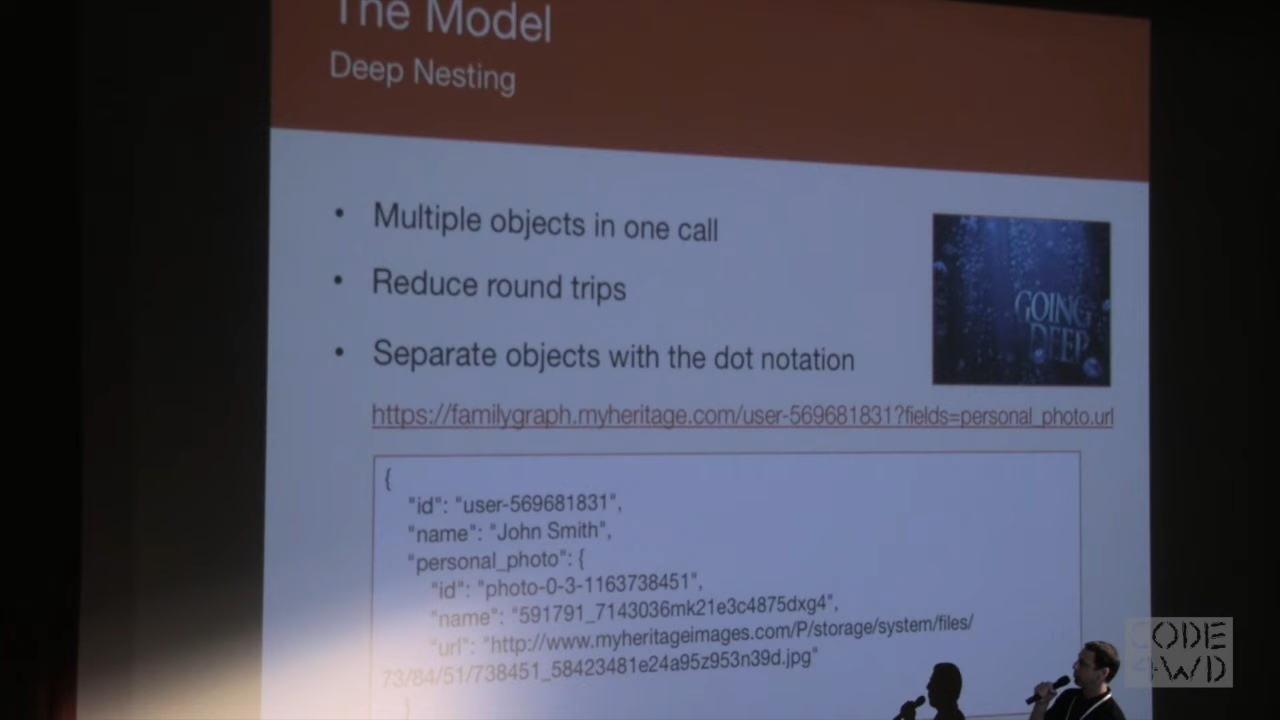 The Model
Deep Nesting
• Multiple objects in one call
• Reduce round trips
• Separate objects with the dot notation
https://familygraph.myheritage.com/user-569681831?fields=personal_photo.url
GOING
DEEP
{
"id": "user-569681831",
"name": "John Smith",
"personal_photo": {
"id": "photo-0-3-1163738451",
"name": "591791_7143036mk21e3c4875dxg4",
"url": "http://www.myheritageimages.com/P/storage/system/files/
73/84/51/738451_58423481e24a95z953n39d.jpg"
}
CODE
4WD